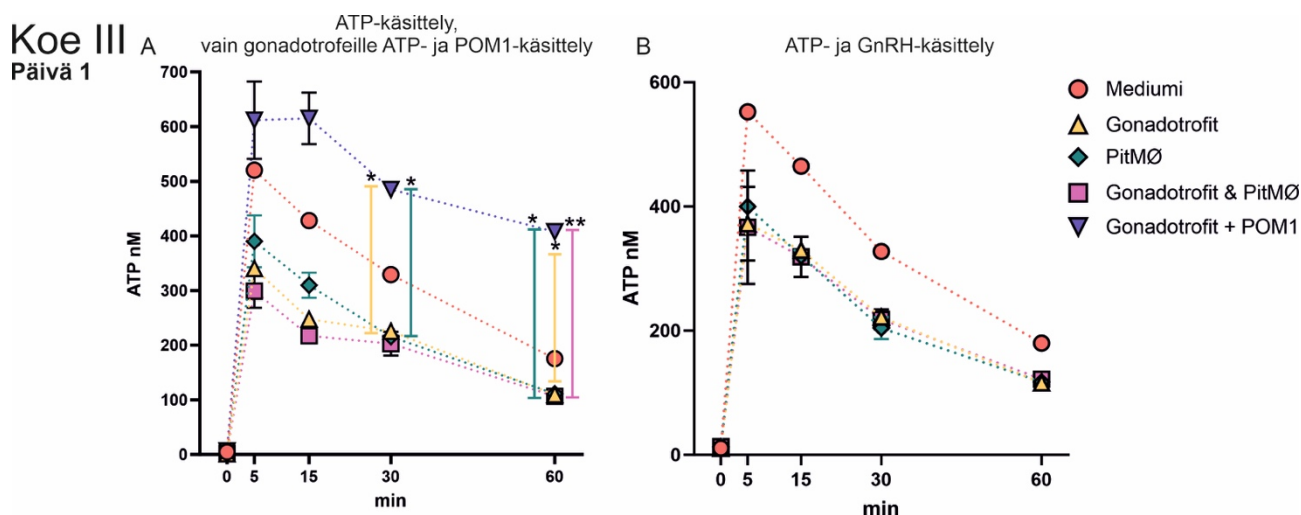 Koe III
Päivä 1
A
ATP-käsittely,
vain gonadotrofeille ATP- ja POM1-käsittely
ATP nM
700
600
500
400
300
200
100
0
* *
* **
*
0 5 15 30 60
min
B
ATP- ja GnRH-käsittely
ATP nM
600
400
200
0
0 5 15 30 60
min
Mediumi
Gonadotrofit
PitMØ
Gonadotrofit & PitMØ
Gonadotrofit + POM1